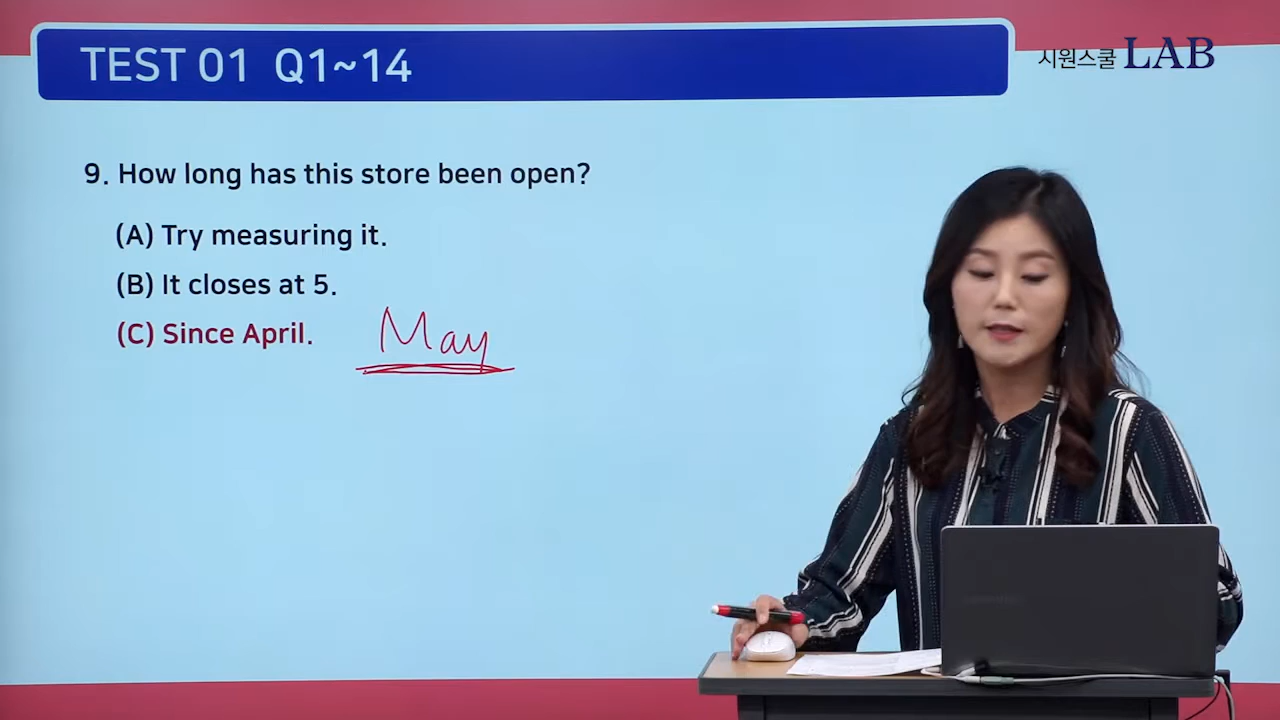 TEST 01 Q1~14
시원스쿨 LAB
9. How long has this store been open?
(A) Try measuring it.
(B) It closes at 5.
(C) Since April.
May